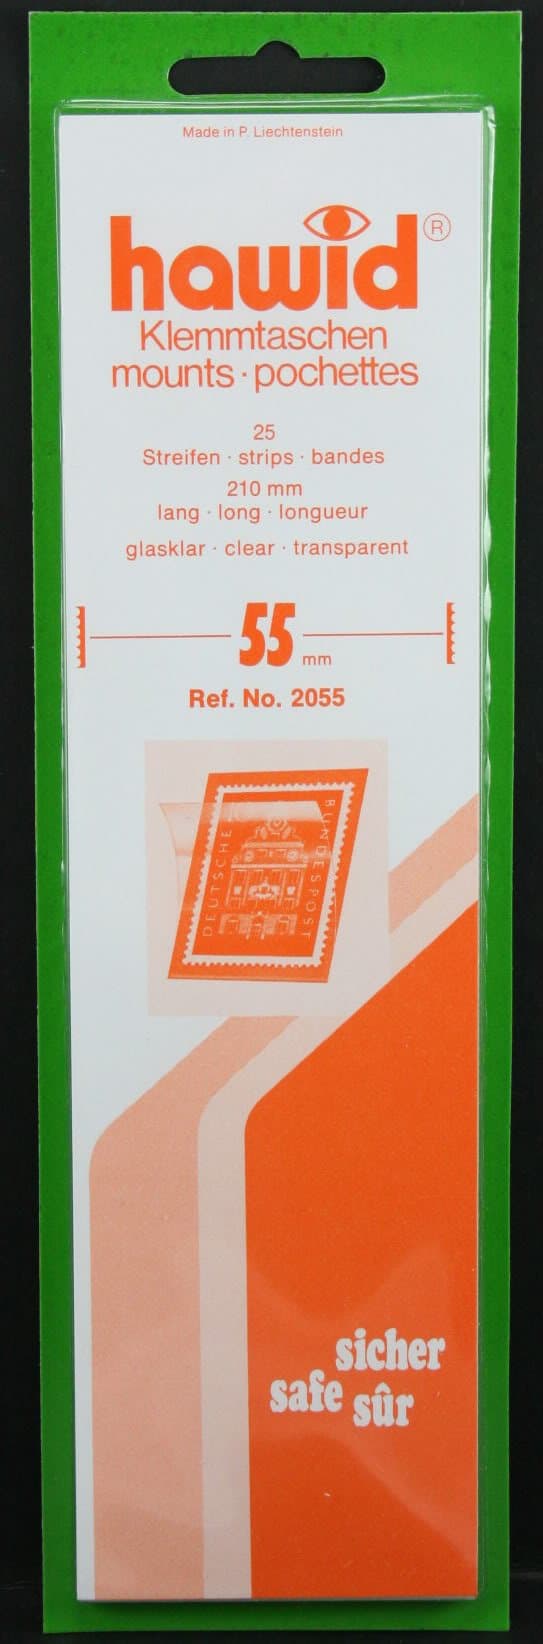 Made in P. Liechtenstein
hawid ®
Klemmtaschen
mounts · pochettes
25
Streifen · strips · bandes
210 mm
lang · long · longueur
glasklar · clear · transparent
55 mm
Ref. No. 2055
DEUTSCHE
BUNDESPOST
sicher
safe sûr